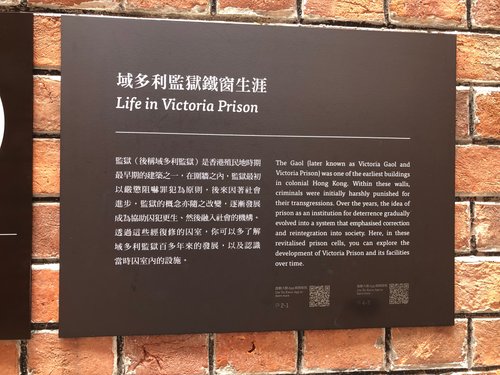 域多利監獄鐵窗生涯
Life in Victoria Prison
監獄（後稱域多利監獄）是香港殖民地時期
最早期的建築之一，在圍牆之內，監獄最初
以嚴懲阻嚇罪犯為原則，後來因著社會
進步，監獄的概念亦隨之改變，逐漸發展
成為協助囚犯更生、然後融入社會的機構。
透過這些經復修的囚室，你可以多了解
域多利監獄百多年來的發展，以及認識
當時囚室內的設施。
The Gaol (later known as Victoria Gaol and
Victoria Prison) was one of the earliest buildings
in colonial Hong Kong. Within these walls,
criminals were initially harshly punished for
their transgressions. Over the years, the idea of
prison as an institution for deterrence gradually
evolved into a system that emphasised correction
and reintegration into society. Here, in these
revitalised prison cells, you can explore the
development of Victoria Prison and its facilities
over time.